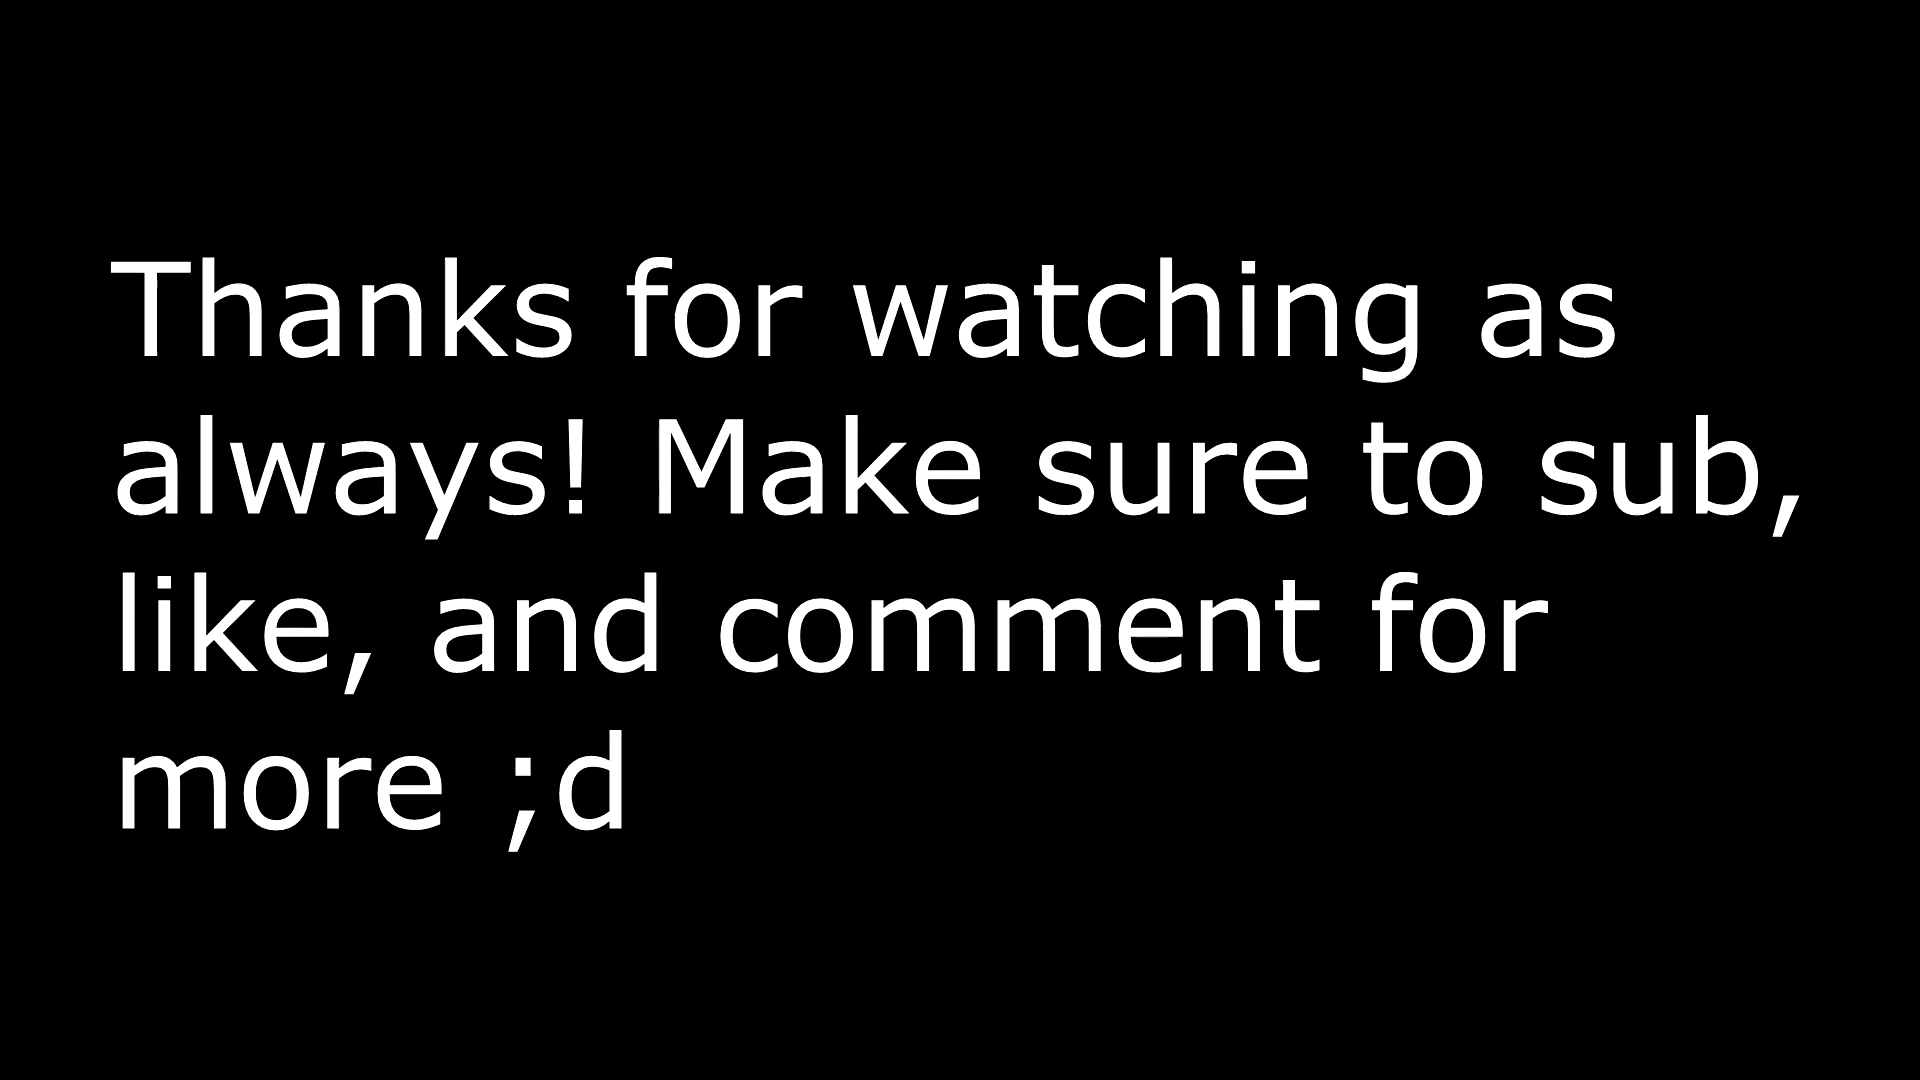 Thanks for watching as
always! Make sure to sub,
like, and comment for
more ;d